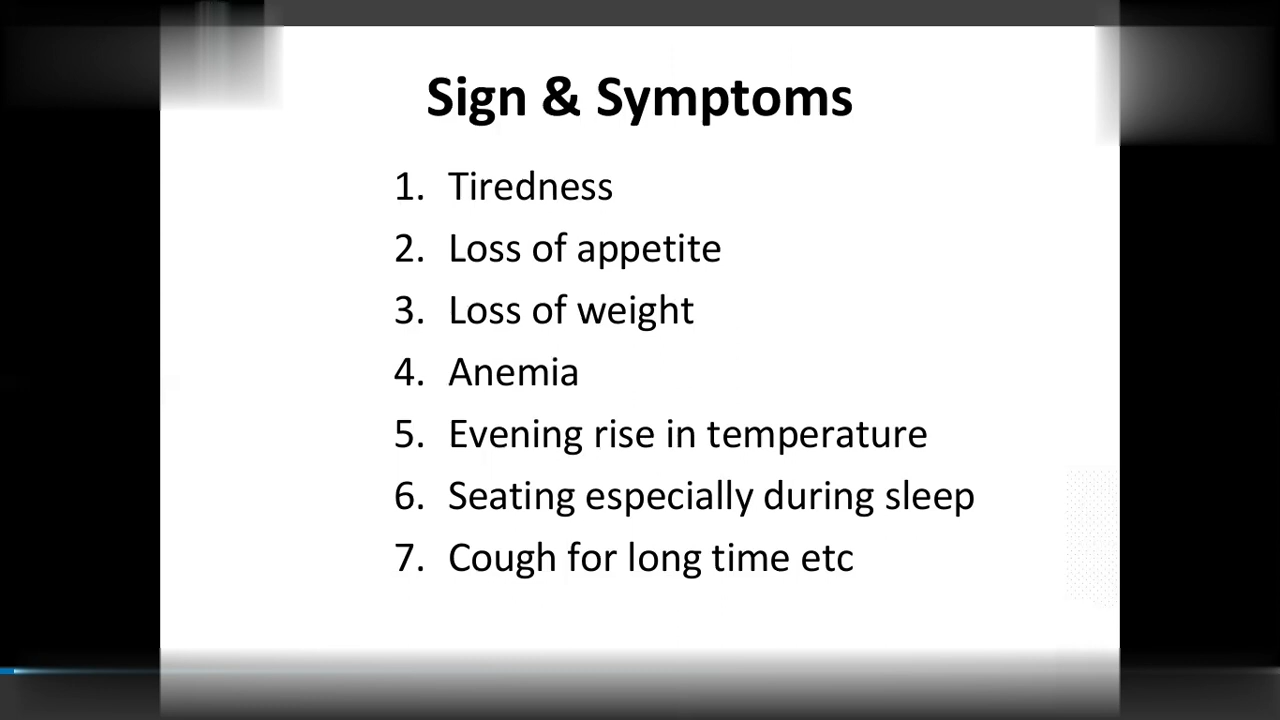 Sign & Symptoms
1. Tiredness
2. Loss of appetite
3. Loss of weight
4. Anemia
5. Evening rise in temperature
6. Seating especially during sleep
7. Cough for long time etc